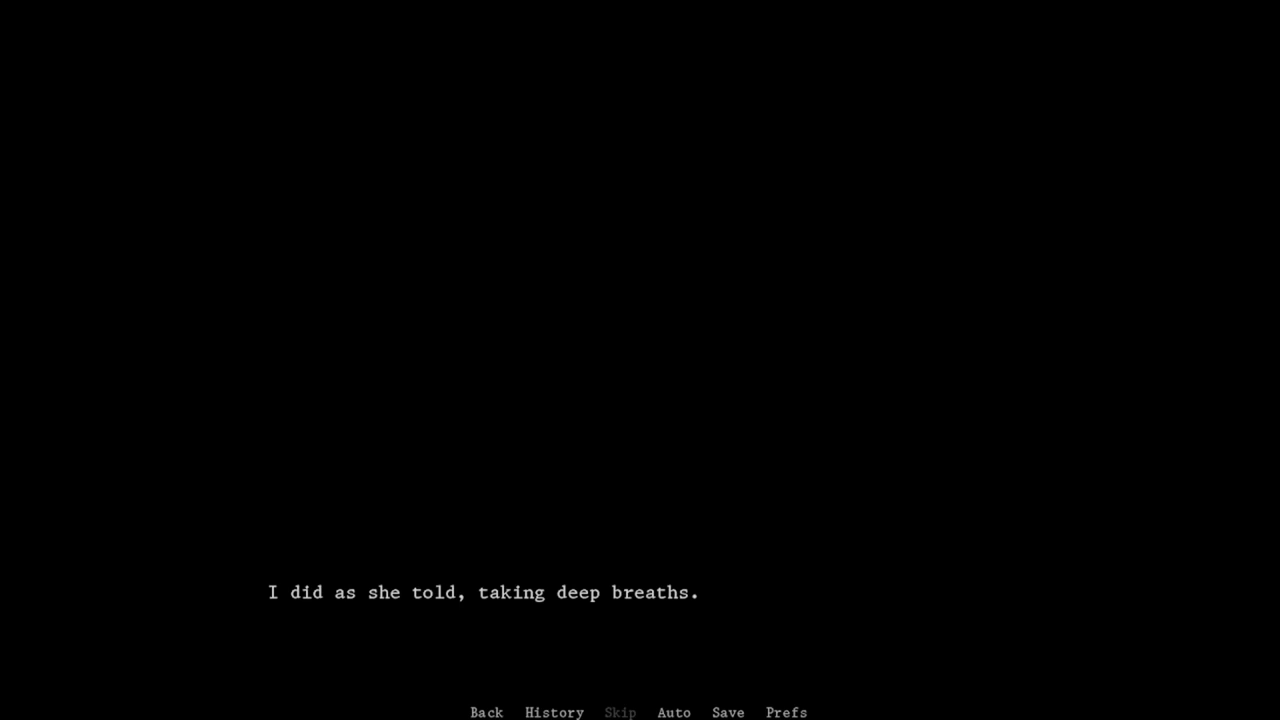 I did as she told, taking deep breaths.
Back History Skip Auto Save Prefs